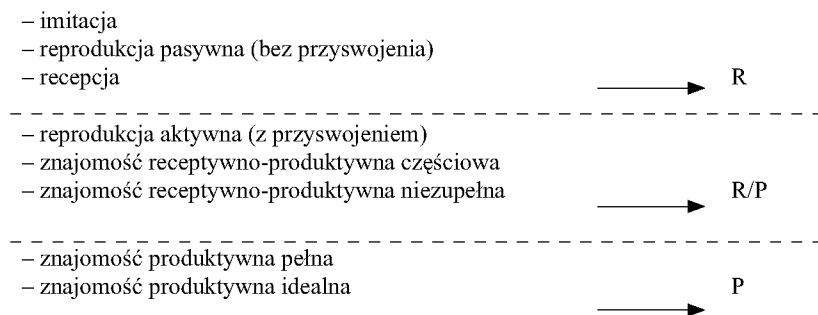 – imitacja
– reprodukcja pasywna (bez przyswojenia)
– recepcja R
– reprodukcja aktywna (z przyswojeniem)
– znajomość receptywno-produktywna częściowa
– znajomość receptywno-produktywna niezupełna R/P
– znajomość produktywna pełna
– znajomość produktywna idealna P